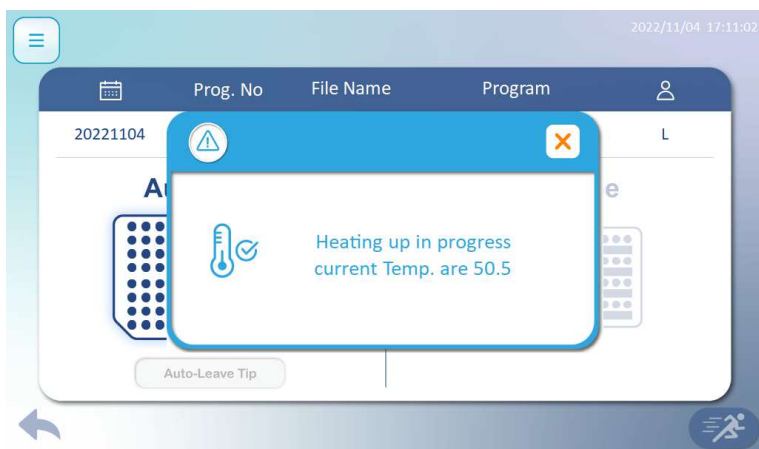 2022/11/04 17:11:02
Prog. No File Name Program
20221104 L
Au e
Heating up in progress
current Temp. are 50.5
Auto-Leave Tip